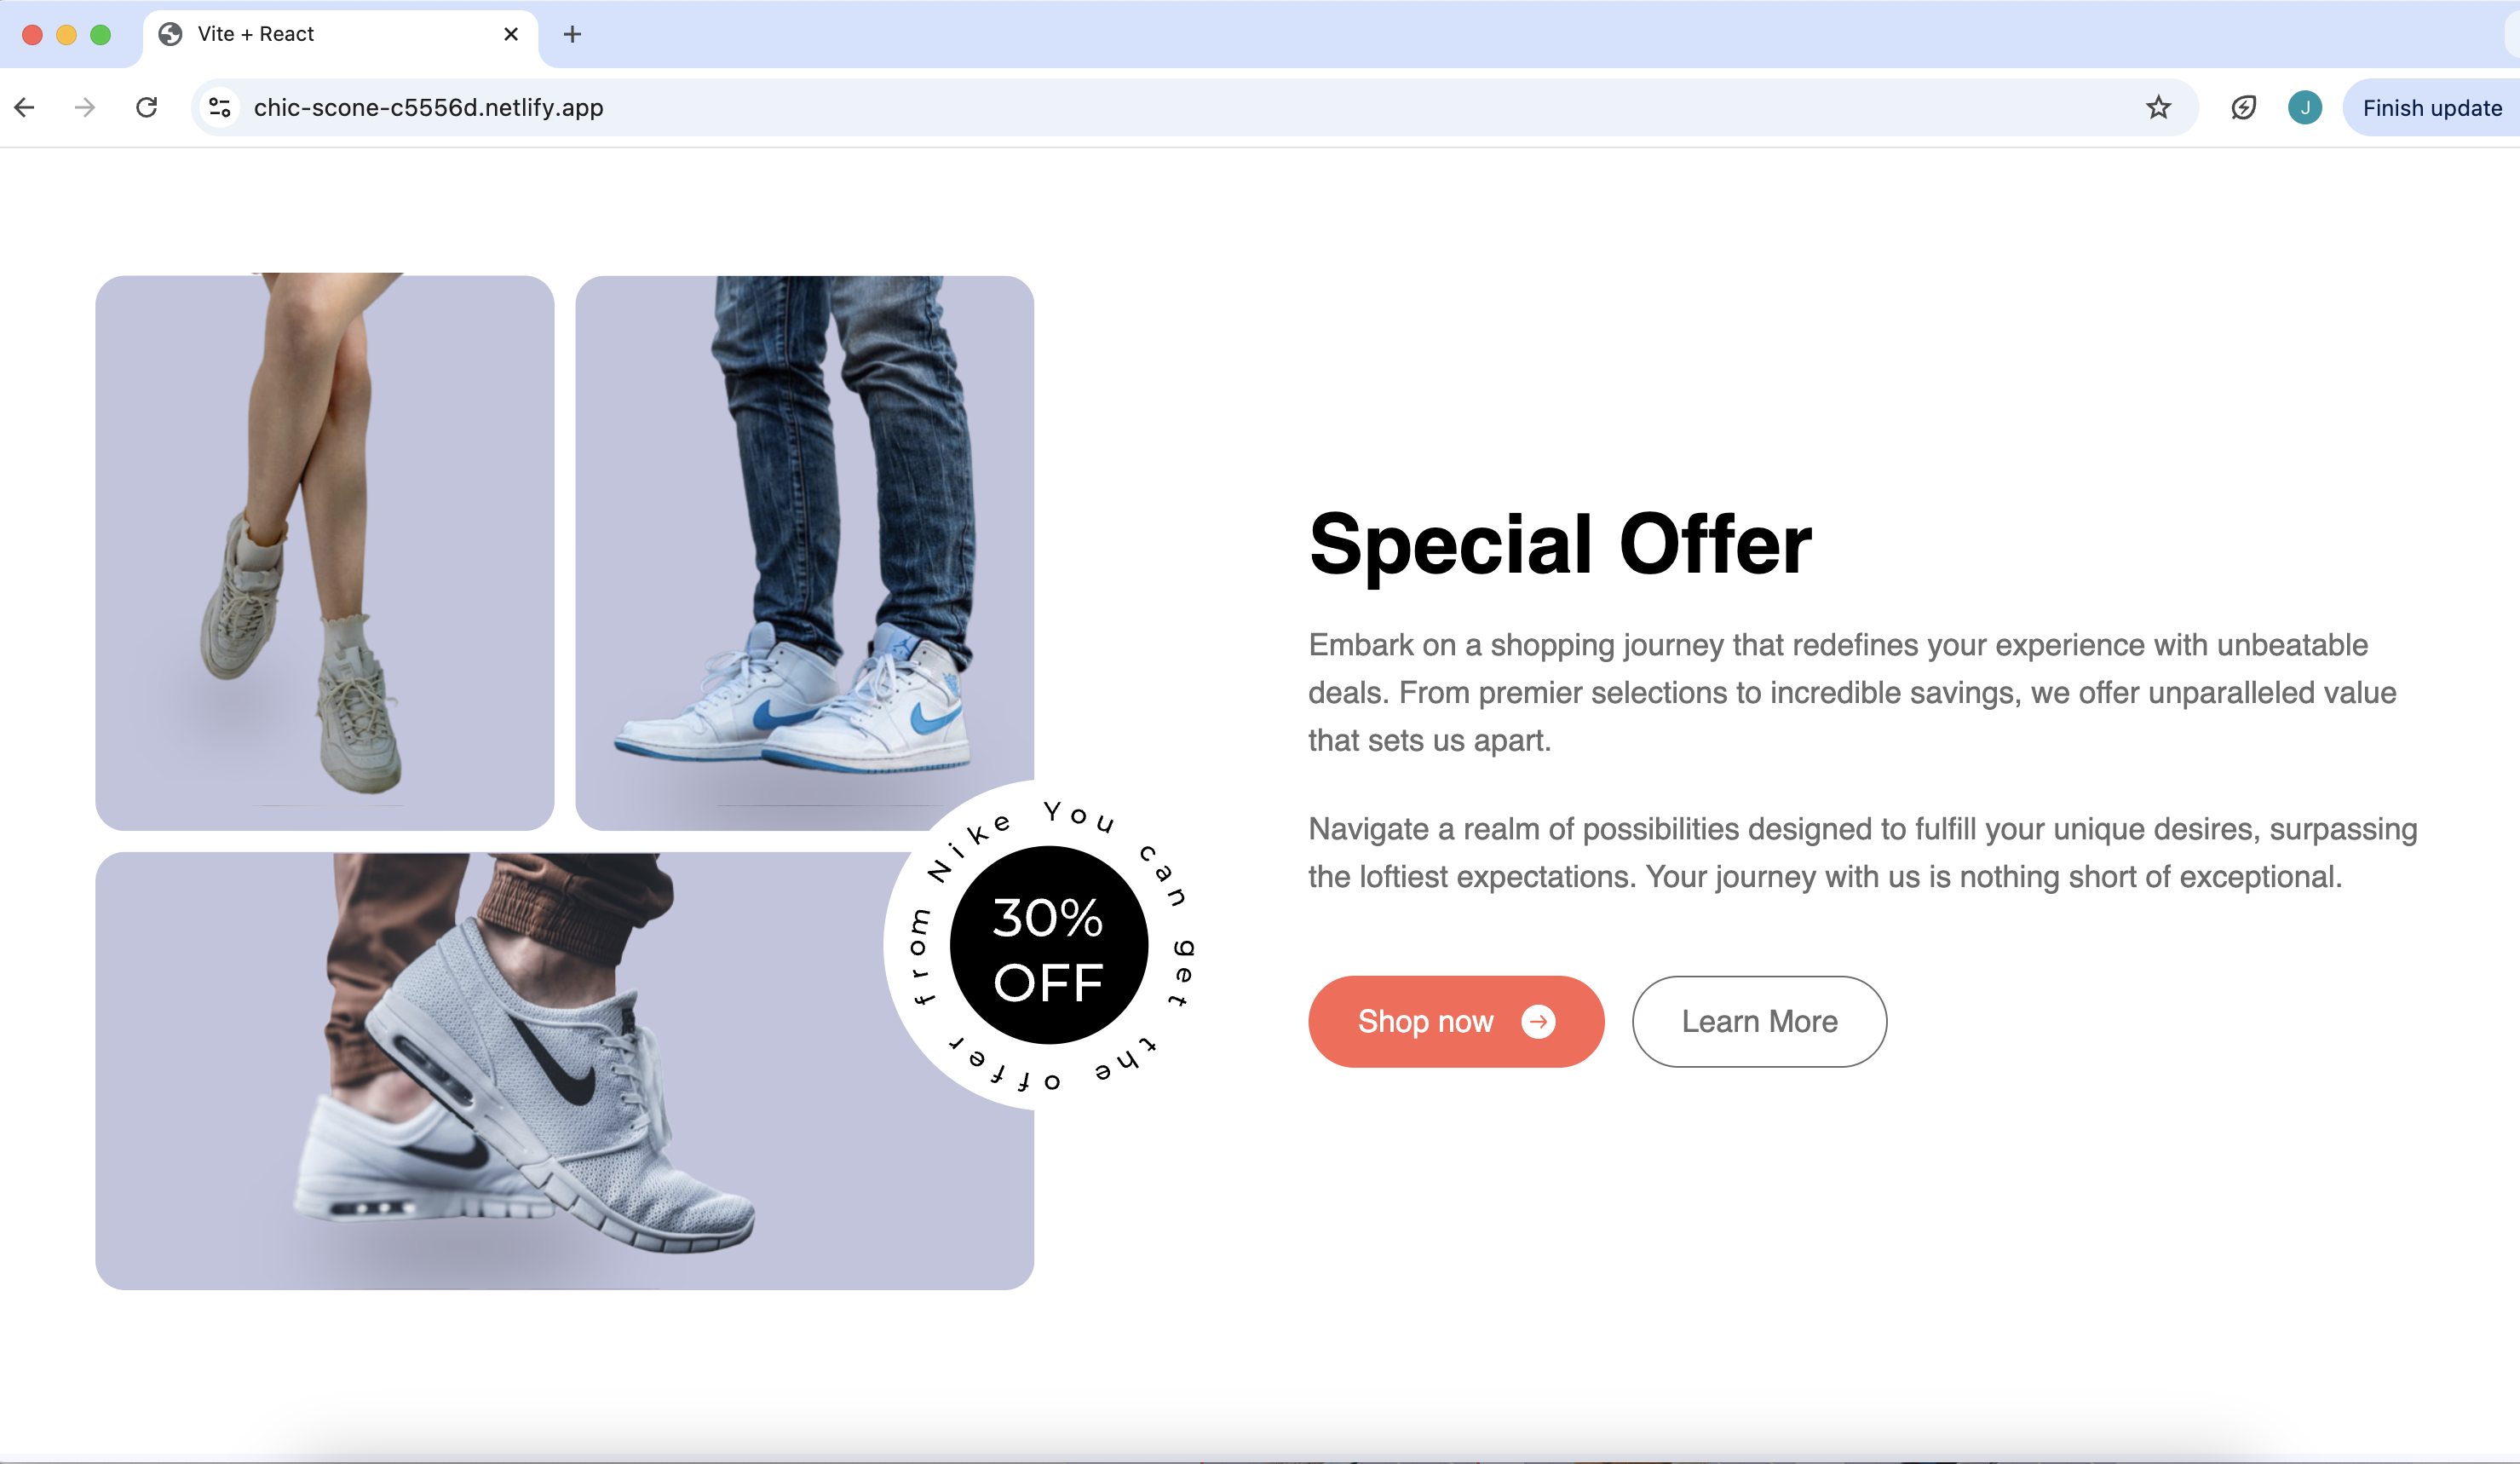 Vite + React
chic-scone-c5556d.netlify.app
J
Finish update
You can get the offer from Nike
30%
OFF
Special Offer
Embark on a shopping journey that redefines your experience with unbeatable
deals. From premier selections to incredible savings, we offer unparalleled value
that sets us apart.
Navigate a realm of possibilities designed to fulfill your unique desires, surpassing
the loftiest expectations. Your journey with us is nothing short of exceptional.
Shop now
Learn More